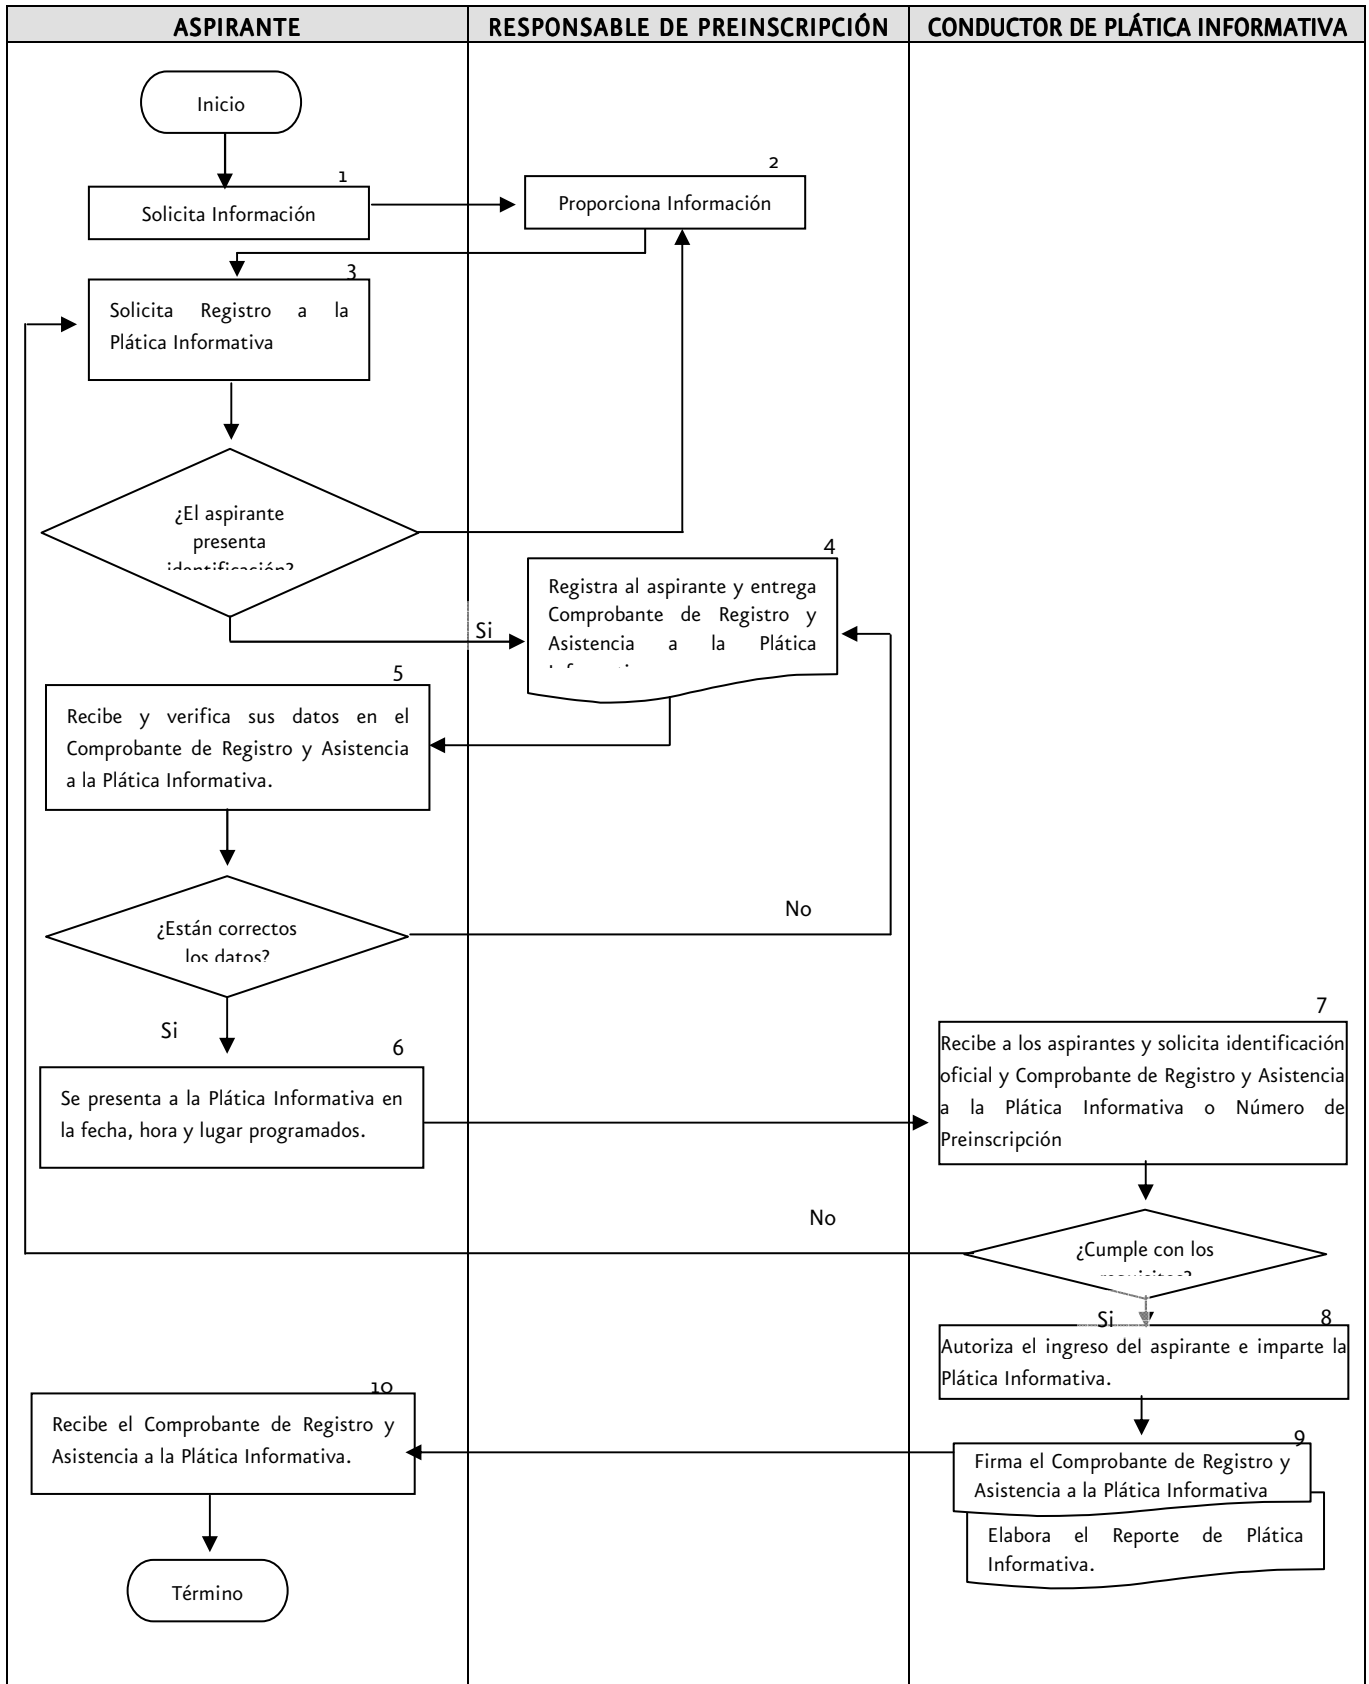 ASPIRANTE
RESPONSABLE DE PREINSCRIPCIÓN
CONDUCTOR DE PLÁTICA INFORMATIVA
Inicio
1
Solicita Información
2
Proporciona Información
3
Solicita Registro a la
Plática Informativa
¿El aspirante
presenta
identificación?
Si
4
Registra al aspirante y entrega
Comprobante de Registro y
Asistencia a la Plática
5
Recibe y verifica sus datos en el
Comprobante de Registro y Asistencia
a la Plática Informativa.
¿Están correctos
los datos?
No
Si
6
Se presenta a la Plática Informativa en
la fecha, hora y lugar programados.
7
Recibe a los aspirantes y solicita identificación
oficial y Comprobante de Registro y Asistencia
a la Plática Informativa o Número de
Preinscripción
No
¿Cumple con los
requisitos?
Si
8
Autoriza el ingreso del aspirante e imparte la
Plática Informativa.
9
Firma el Comprobante de Registro y
Asistencia a la Plática Informativa
Elabora el Reporte de Plática
Informativa.
10
Recibe el Comprobante de Registro y
Asistencia a la Plática Informativa.
Término